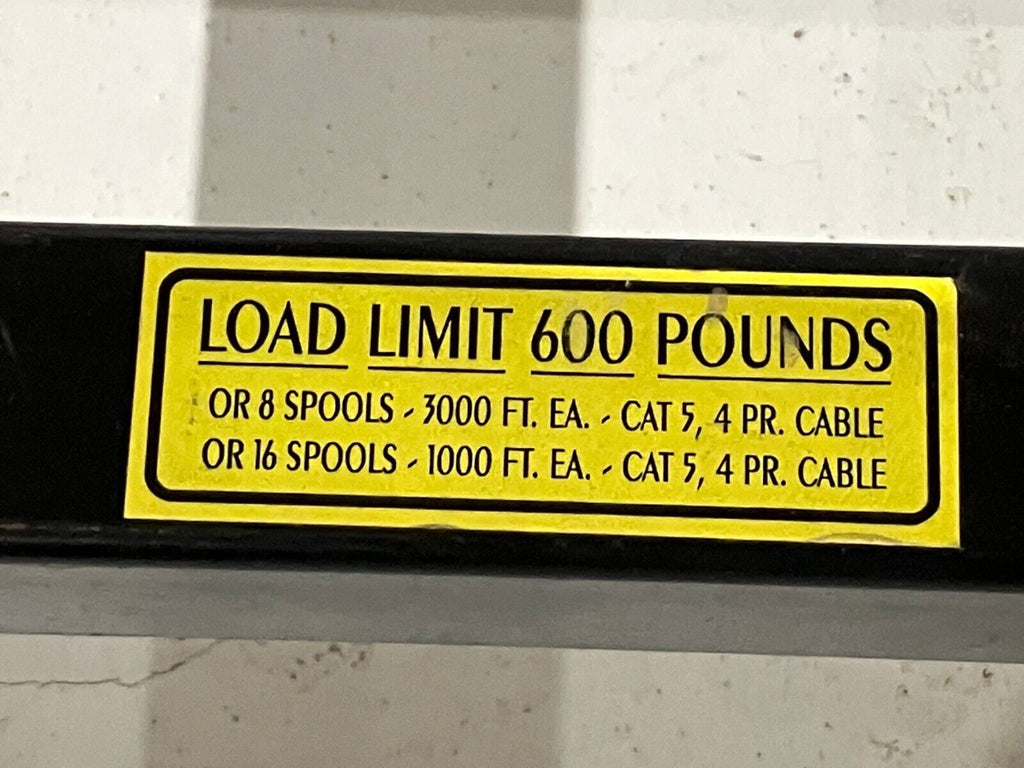 LOAD LIMIT 600 POUNDS
OR 8 SPOOLS - 3000 FT. EA. - CAT 5, 4 PR. CABLE
OR 16 SPOOLS - 1000 FT. EA. - CAT 5, 4 PR. CABLE